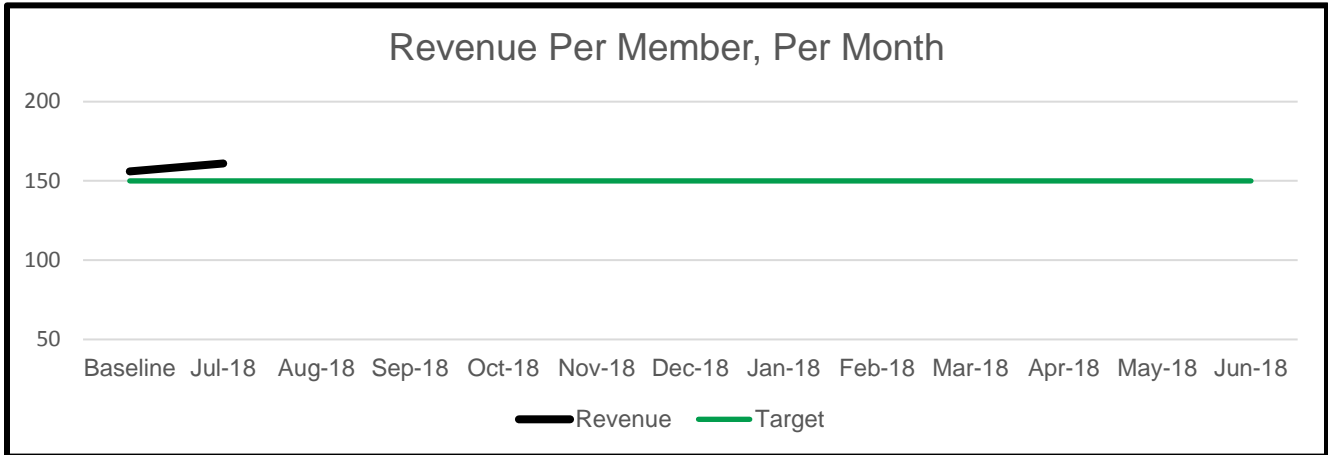 Revenue Per Member, Per Month
200
150
100
50
Baseline Jul-18 Aug-18 Sep-18 Oct-18 Nov-18 Dec-18 Jan-18 Feb-18 Mar-18 Apr-18 May-18 Jun-18
Revenue Target